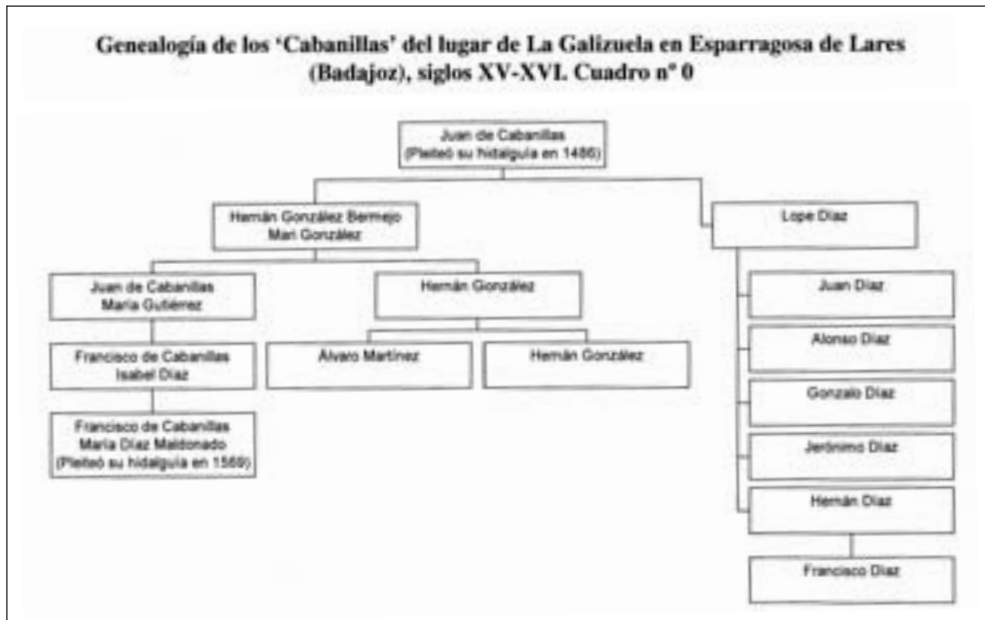 Genealogía de los ‘Cabanillas’ del lugar de La Galizuela en Esparragosa de Lares
(Badajoz), siglos XV-XVI. Cuadro nº 0
Juan de Cabanillas
(Pleiteó su hidalguía en 1486)
Hernán González Bermejo
Mari González
Lope Díaz
Juan de Cabanillas
María Gutiérrez
Hernán González
Juan Díaz
Francisco de Cabanillas
Isabel Díaz
Álvaro Martínez
Hernán González
Alonso Díaz
Gonzalo Díaz
Francisco de Cabanillas
María Díaz Maldonado
(Pleiteó su hidalguía en 1569)
Jerónimo Díaz
Hernán Díaz
Francisco Díaz